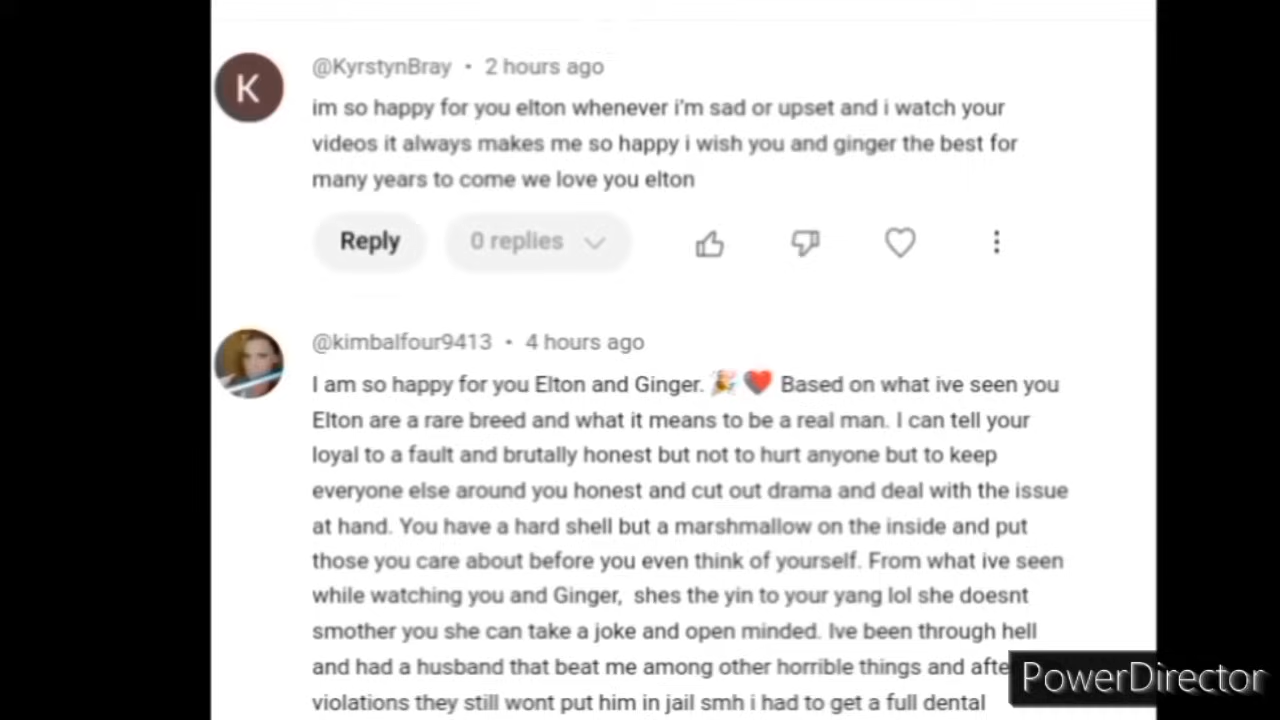 K
@KyrstynBray • 2 hours ago
im so happy for you elton whenever i'm sad or upset and i watch your
videos it always makes me so happy i wish you and ginger the best for
many years to come we love you elton
Reply 0 replies
@kimbalfour9413 • 4 hours ago
I am so happy for you Elton and Ginger. 🎉❤️ Based on what ive seen you
Elton are a rare breed and what it means to be a real man. I can tell your
loyal to a fault and brutally honest but not to hurt anyone but to keep
everyone else around you honest and cut out drama and deal with the issue
at hand. You have a hard shell but a marshmallow on the inside and put
those you care about before you even think of yourself. From what ive seen
while watching you and Ginger, shes the yin to your yang lol she doesnt
smother you she can take a joke and open minded. Ive been through hell
and had a husband that beat me among other horrible things and afte
violations they still wont put him in jail smh i had to get a full dental
PowerDirector